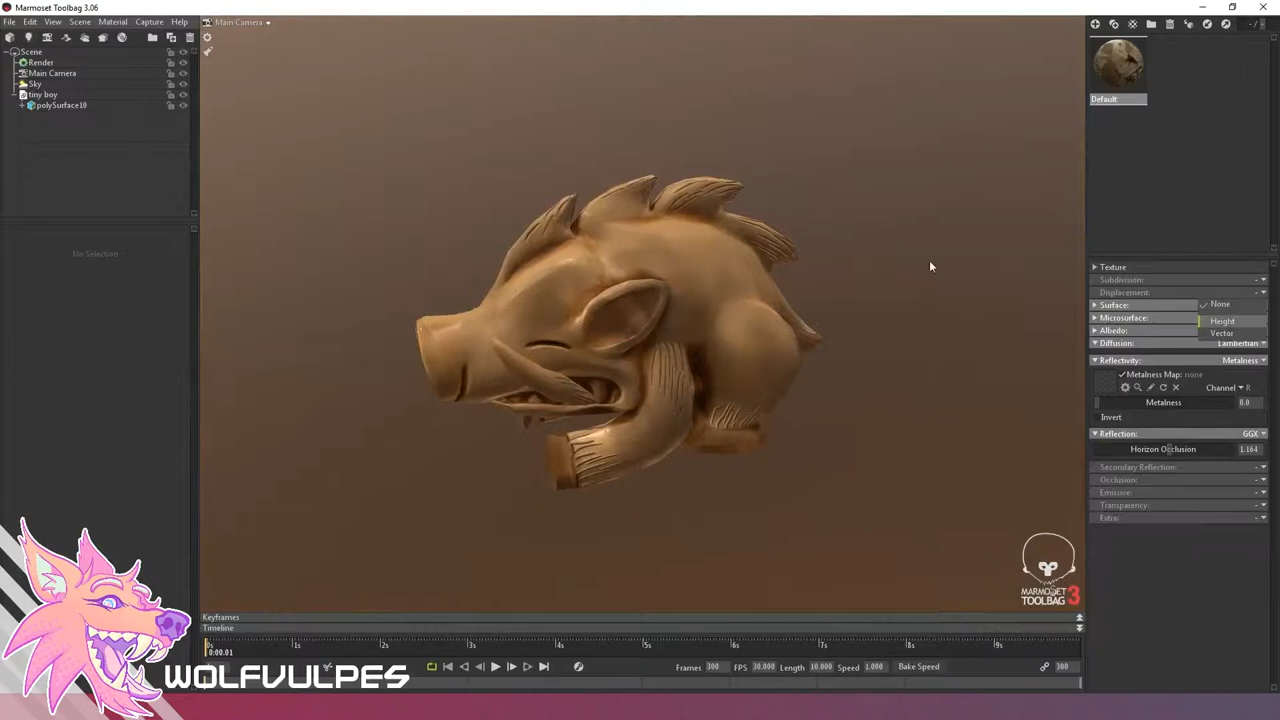 Marmoset Toolbag 3.06
File Edit View Scene Material Capture Help
Main Camera
Scene
Render
Main Camera
Sky
tiny boy
polySurface10
No Selection
Default
Texture
Subdivision:
Displacement:
Surface:
None
Microsurface:
Height
Albedo:
Vector
Diffusion: Lambertian
Reflectivity: Metalness
Metalness Map: none
Channel R
Metalness 0.0
Invert
Reflection: GGX
Horizon Occlusion 1.164
Secondary Reflection:
Occlusion:
Emissive:
Transparency:
Extra:
MARMOSET
TOOLBAG 3
Keyframes
Timeline
0s 1s 2s 3s 4s 5s 6s 7s 8s 9s
0:00.01
Frames 300 FPS 30.000 Length 10.000 Speed 1.000 Bake Speed 300
WOLFVULPES